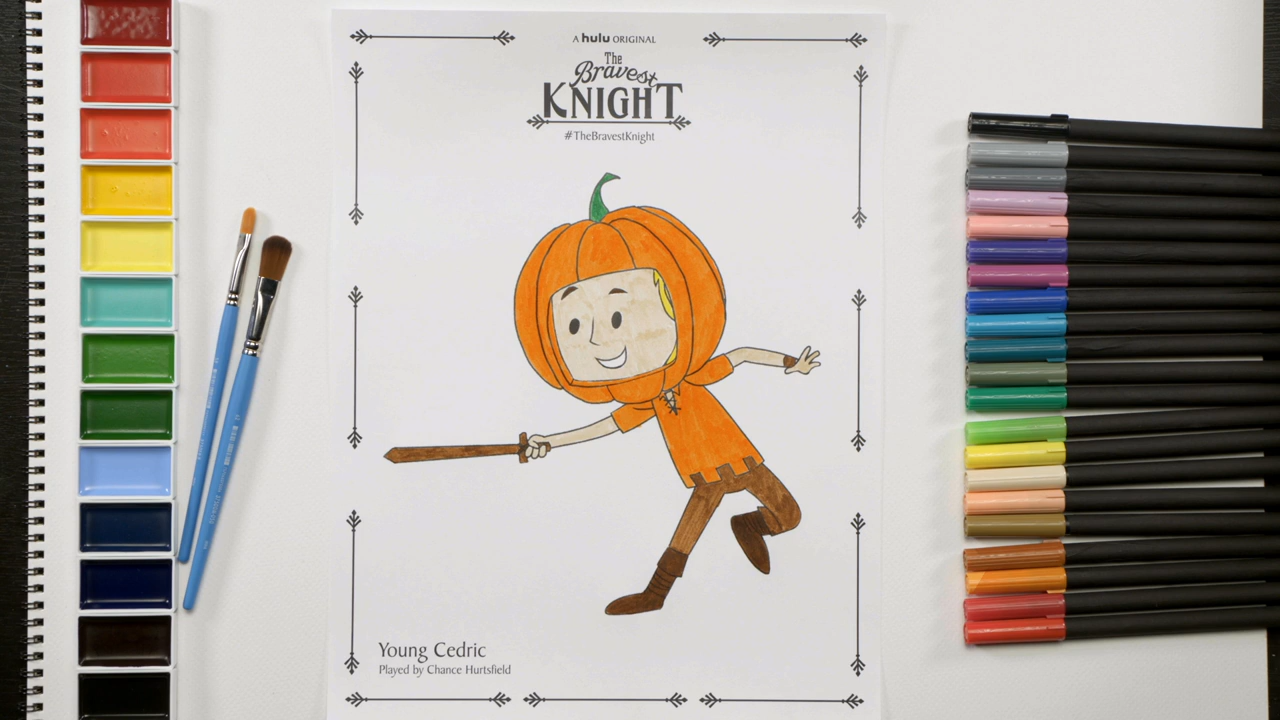 A hulu ORIGINAL
The
Bravest
KNIGHT
#TheBravestKnight
Young Cedric
Played by Chance Hurtsfield